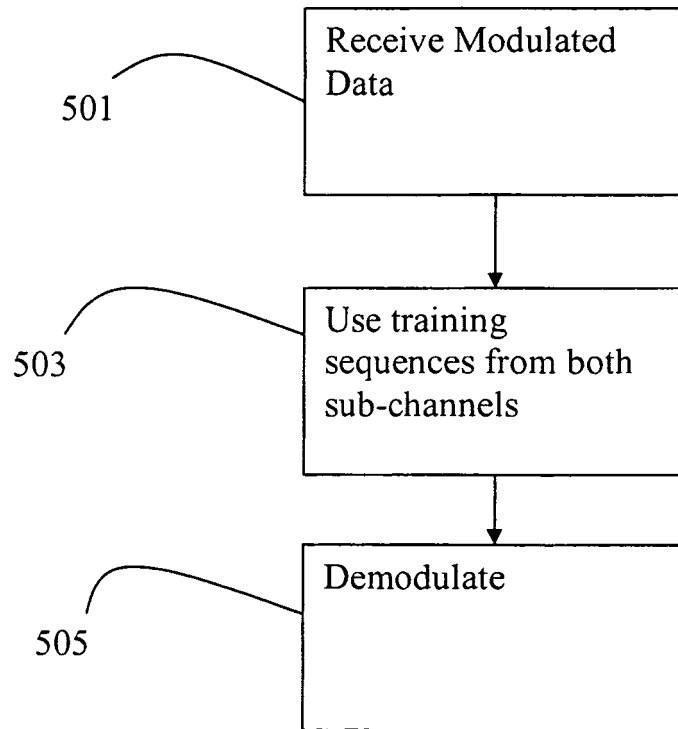 Receive Modulated
Data
501
Use training
sequences from both
sub-channels
503
Demodulate
505